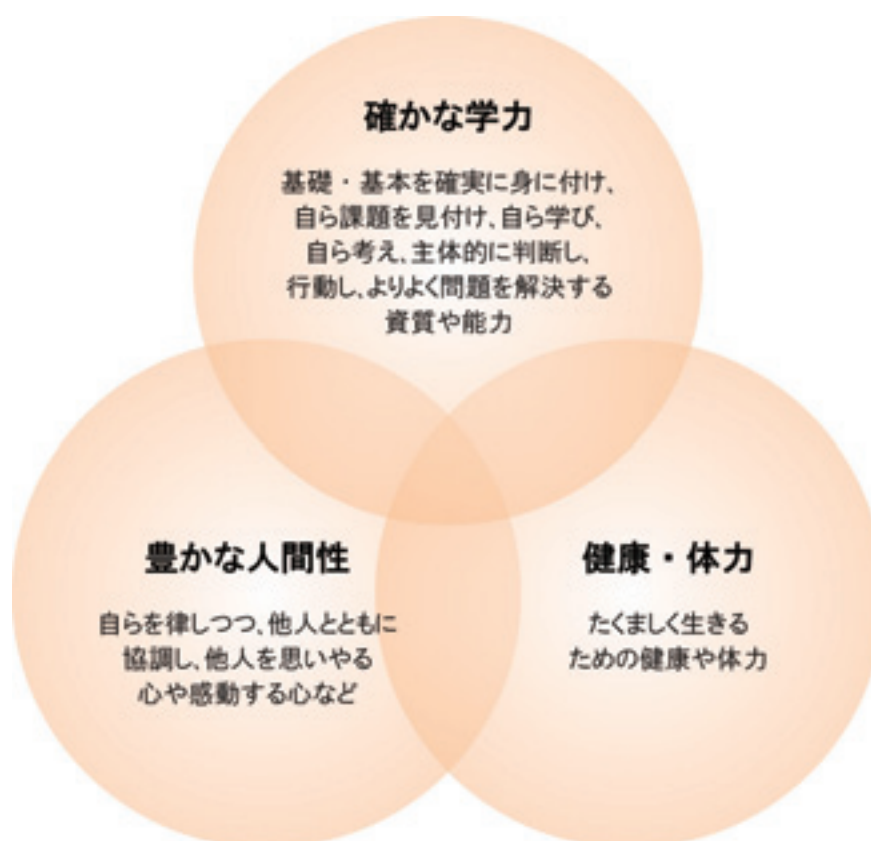 確かな学力
基礎・基本を確実に身に付け、
自ら課題を見付け、自ら学び、
自ら考え、主体的に判断し、
行動し、よりよく問題を解決する
資質や能力
豊かな人間性
自らを律しつつ、他人とともに
協調し、他人を思いやる
心や感動する心など
健康・体力
たくましく生きる
ための健康や体力